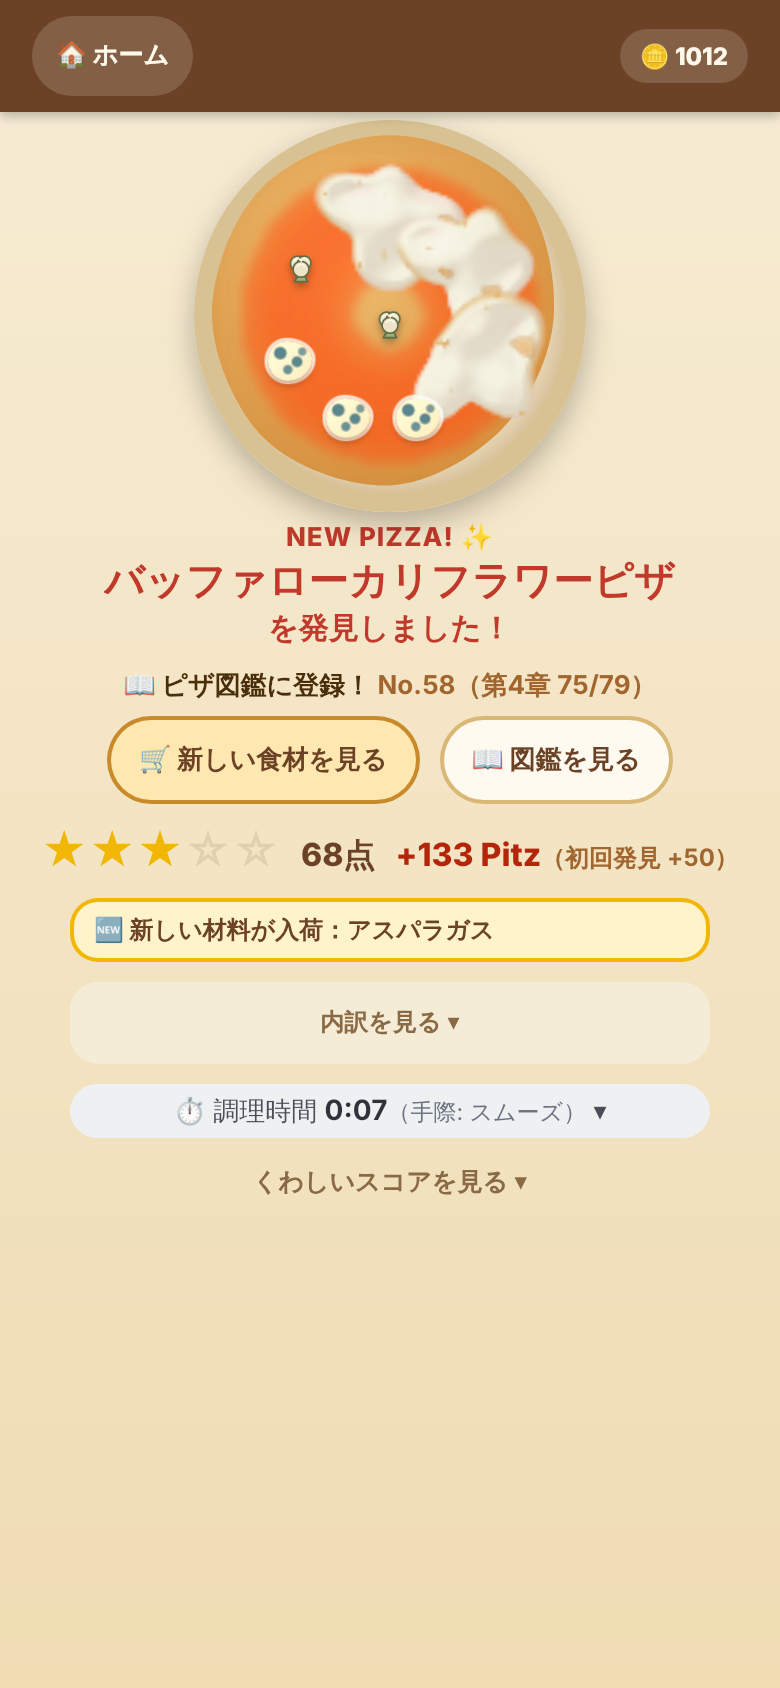 🏠 ホーム
🪙 1012
NEW PIZZA! ✨
バッファローカリフラワーピザ
を発見しました！
📖 ピザ図鑑に登録！ No.58（第4章 75/79）
🛒 新しい食材を見る
📖 図鑑を見る
★★★☆☆ 68点 +133 Pitz（初回発見 +50）
🆕 新しい材料が入荷：アスパラガス
内訳を見る ▾
⏱️ 調理時間 0:07（手際: スムーズ） ▼
くわしいスコアを見る ▾